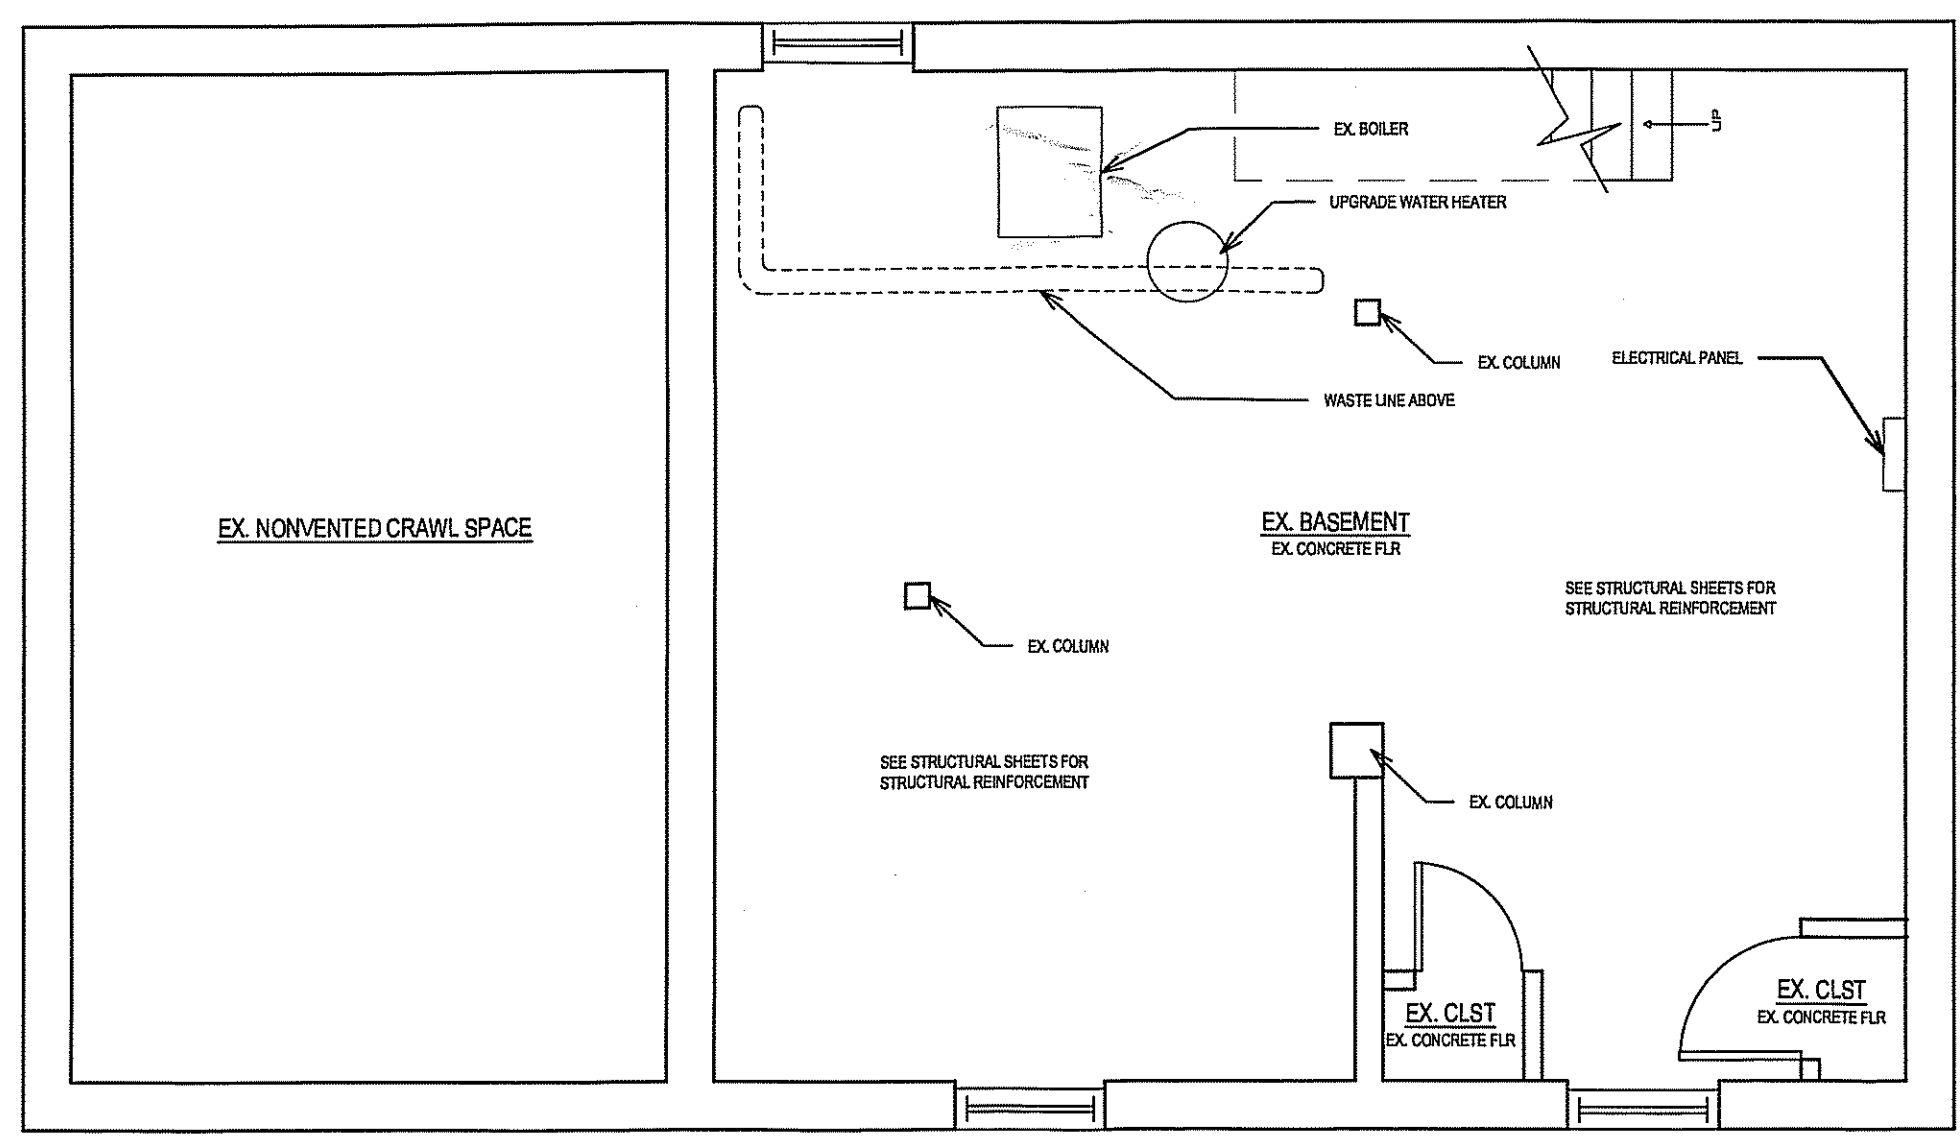 EX. BOILER
UP
UPGRADE WATER HEATER
EX. COLUMN
ELECTRICAL PANEL
WASTE LINE ABOVE
EX. NONVENTED CRAWL SPACE
EX. BASEMENT
EX. CONCRETE FLR
SEE STRUCTURAL SHEETS FOR
STRUCTURAL REINFORCEMENT
EX. COLUMN
SEE STRUCTURAL SHEETS FOR
STRUCTURAL REINFORCEMENT
EX. COLUMN
EX. CLST
EX. CONCRETE FLR
EX. CLST
EX. CONCRETE FLR